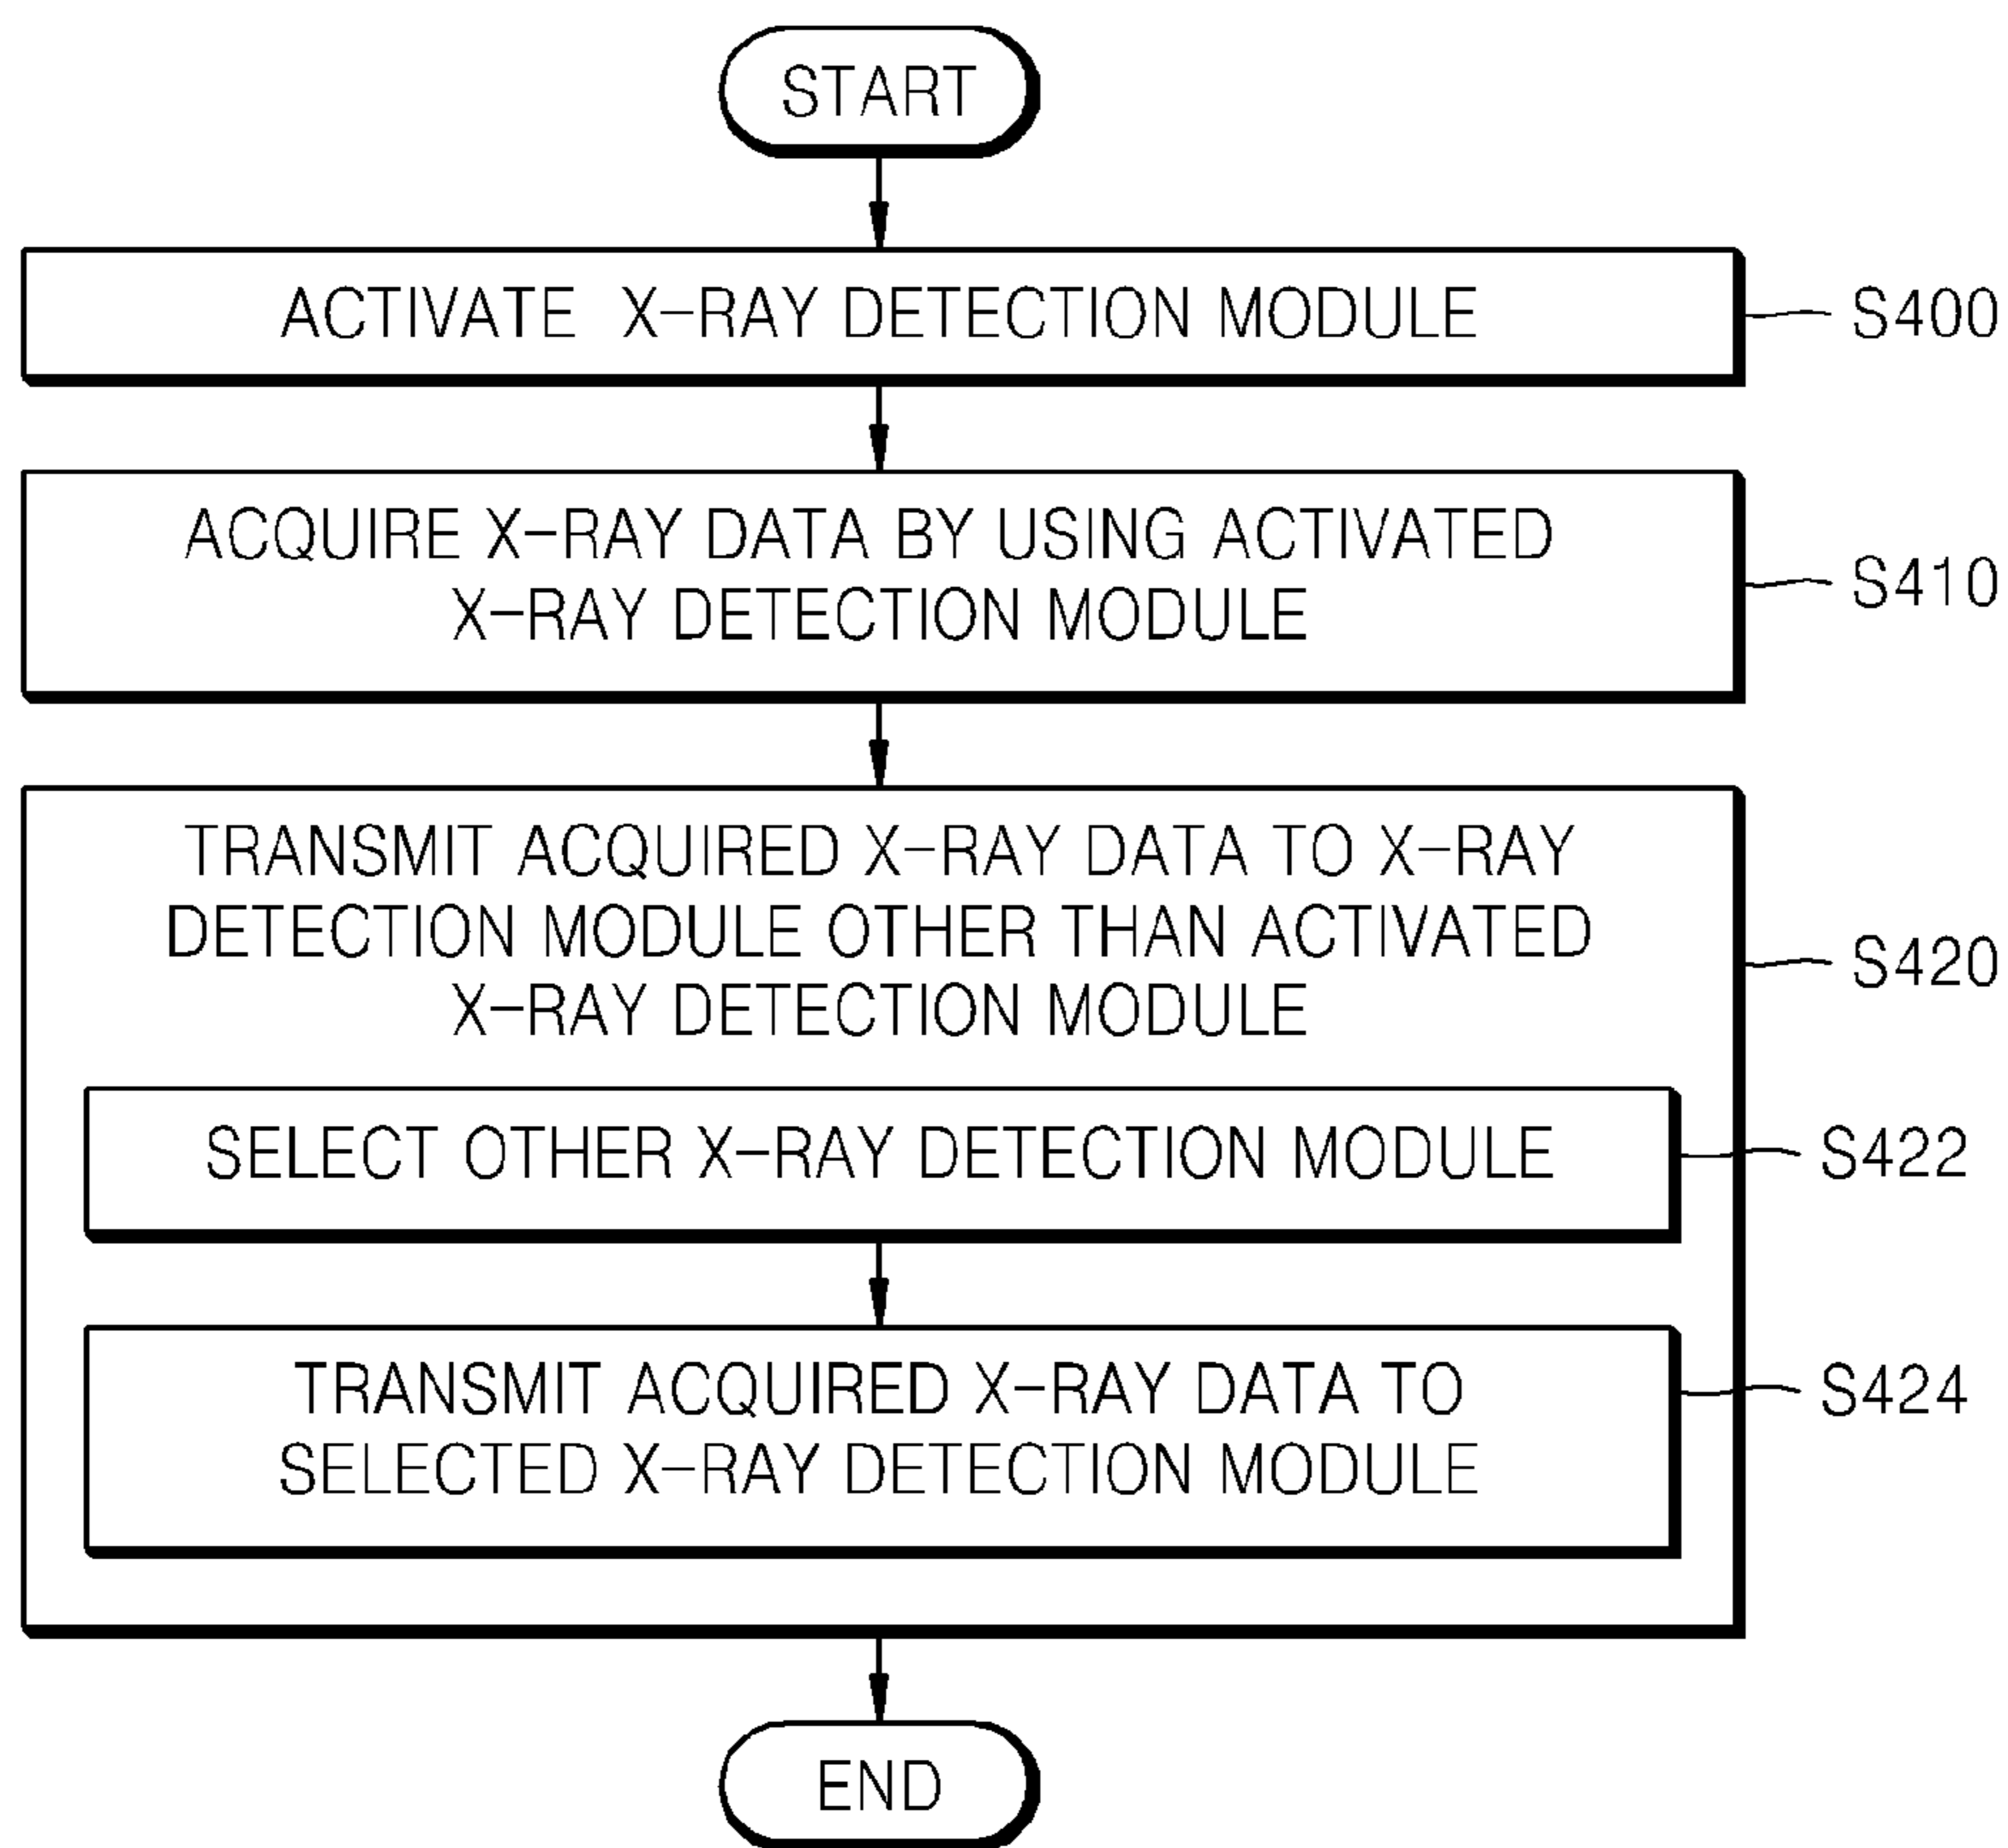 START
ACTIVATE X-RAY DETECTION MODULE
S400
ACQUIRE X-RAY DATA BY USING ACTIVATED
X-RAY DETECTION MODULE
S410
TRANSMIT ACQUIRED X-RAY DATA TO X-RAY
DETECTION MODULE OTHER THAN ACTIVATED
X-RAY DETECTION MODULE
S420
SELECT OTHER X-RAY DETECTION MODULE
S422
TRANSMIT ACQUIRED X-RAY DATA TO
SELECTED X-RAY DETECTION MODULE
S424
END